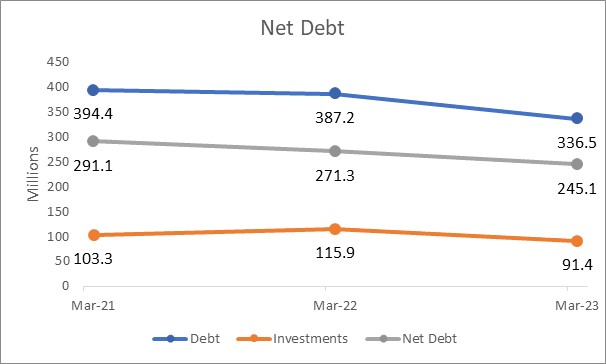 Net Debt
Millions
450
400
350
300
250
200
150
100
50
0
394.4
387.2
336.5
291.1
271.3
245.1
103.3
115.9
91.4
Mar-21
Mar-22
Mar-23
Debt
Investments
Net Debt